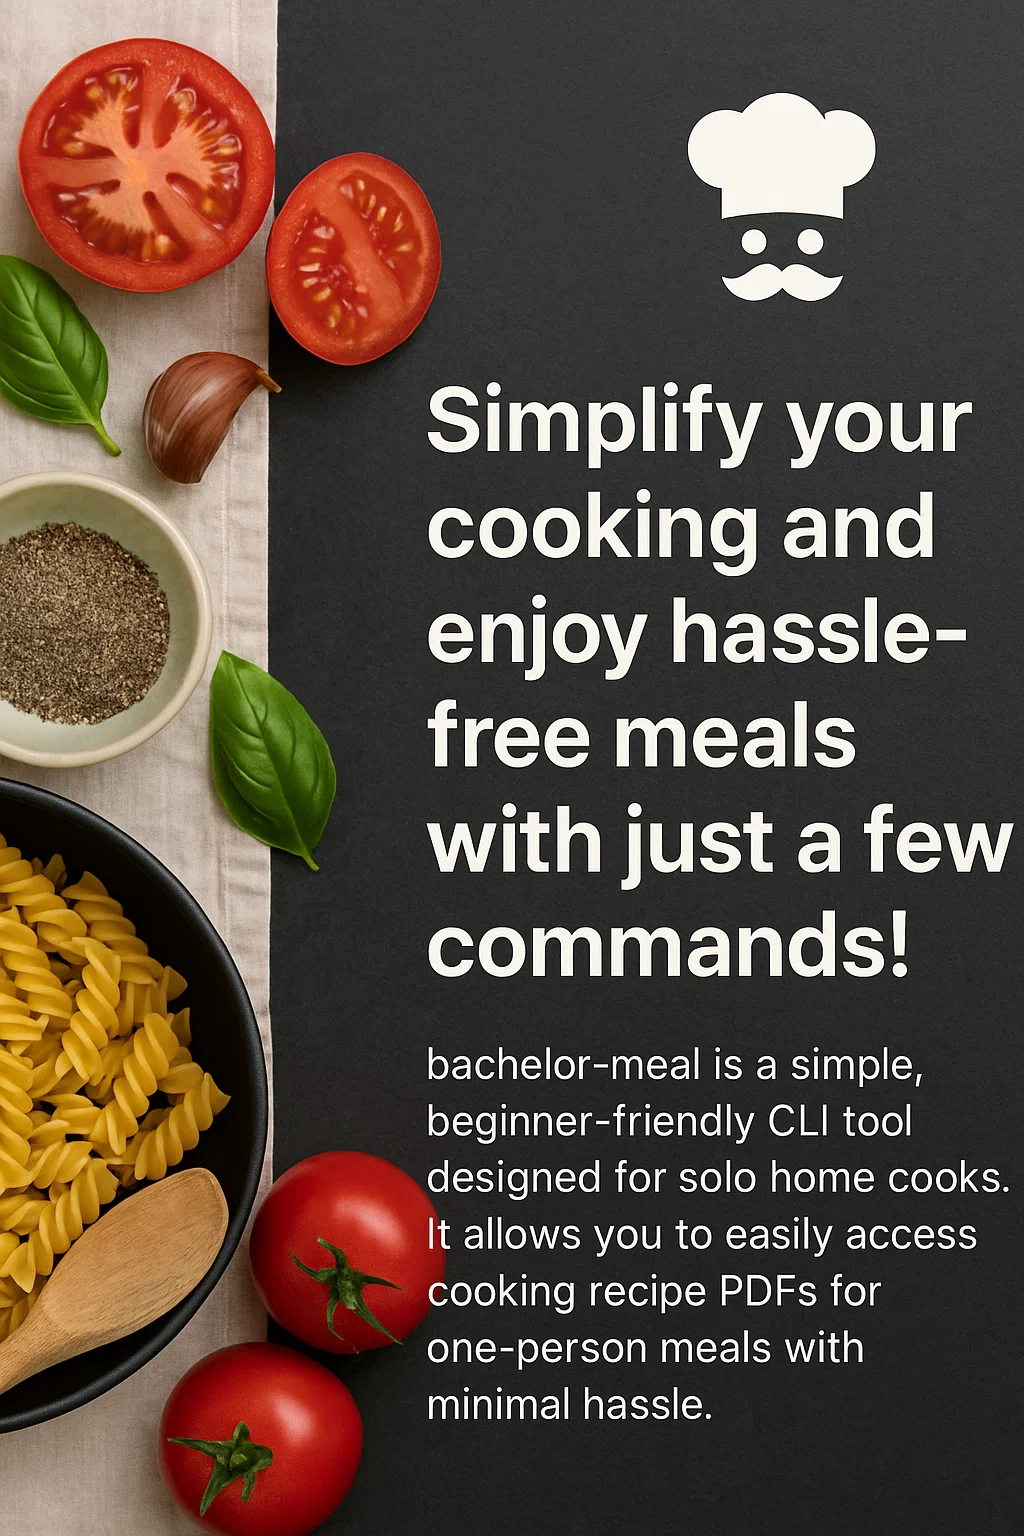 Simplify your
cooking and
enjoy hassle-
free meals
with just a few
commands!
bachelor-meal is a simple,
beginner-friendly CLI tool
designed for solo home cooks.
It allows you to easily access
cooking recipe PDFs for
one-person meals with
minimal hassle.